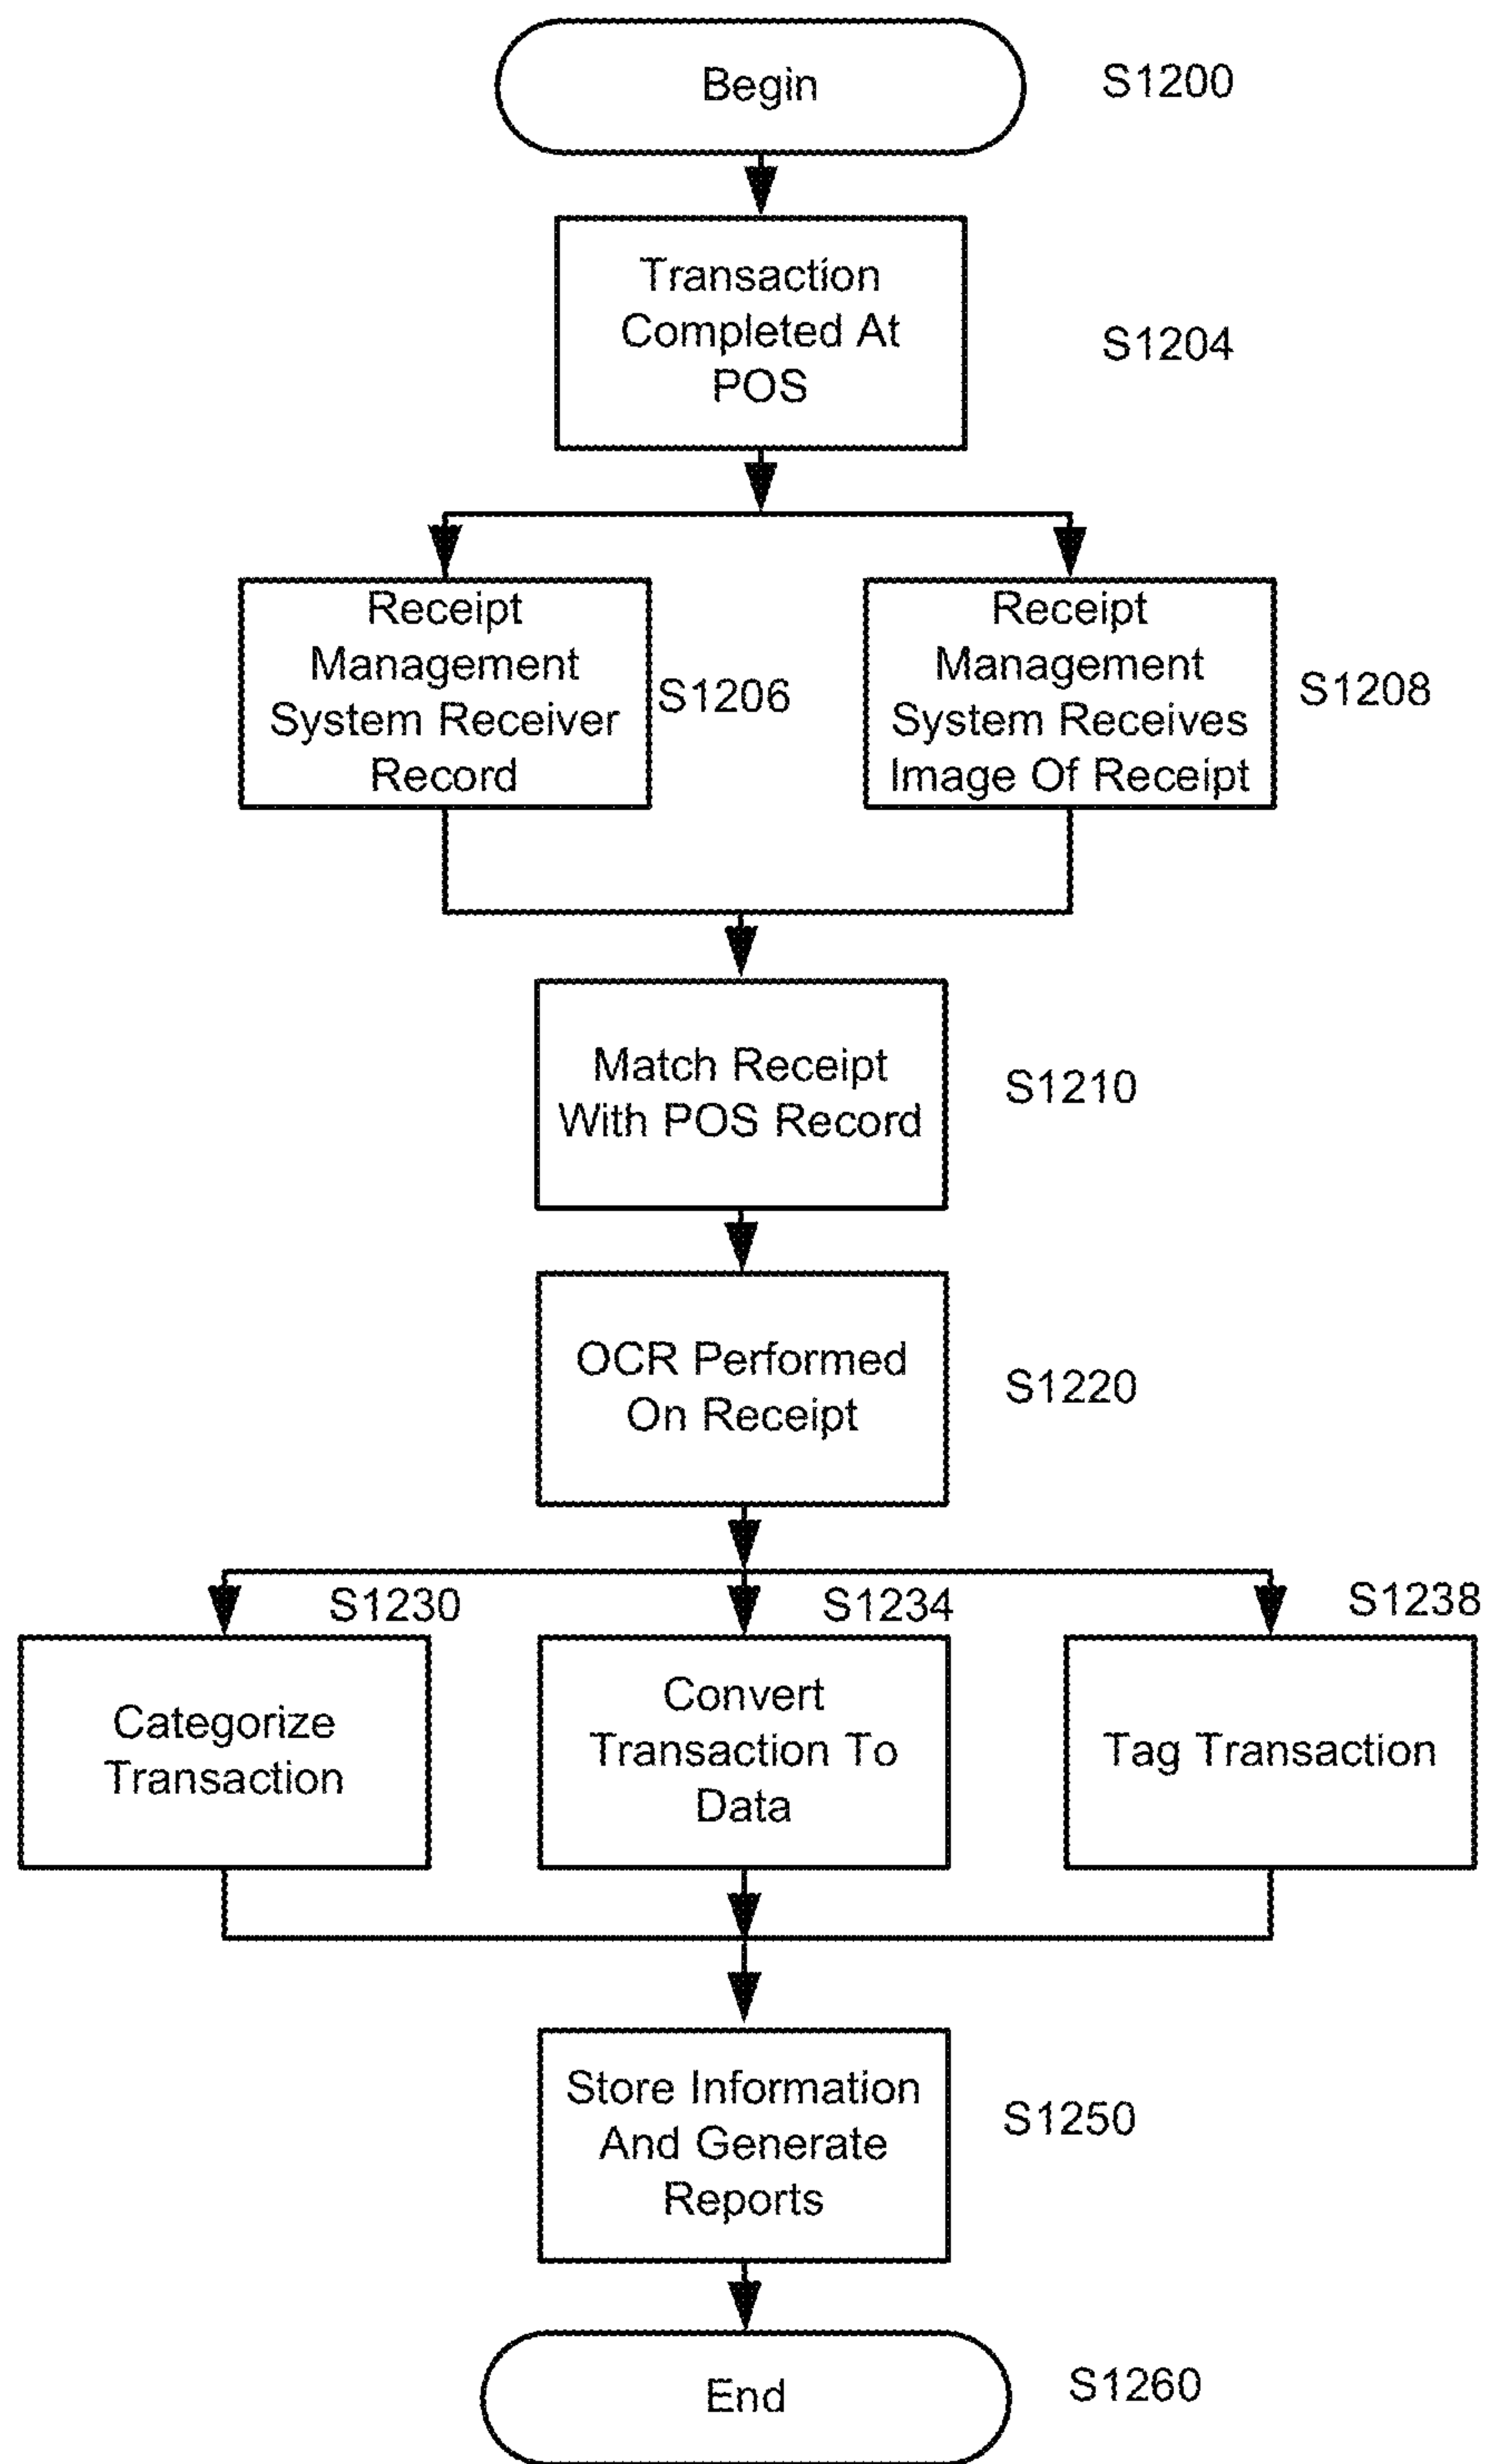 Begin
S1200
Transaction
Completed At
POS
S1204
Receipt
Management
System Receiver
Record
S1206
Receipt
Management
System Receives
Image Of Receipt
S1208
Match Receipt
With POS Record
S1210
OCR Performed
On Receipt
S1220
S1230
Categorize
Transaction
S1234
Convert
Transaction To
Data
S1238
Tag Transaction
Store Information
And Generate
Reports
S1250
End
S1260